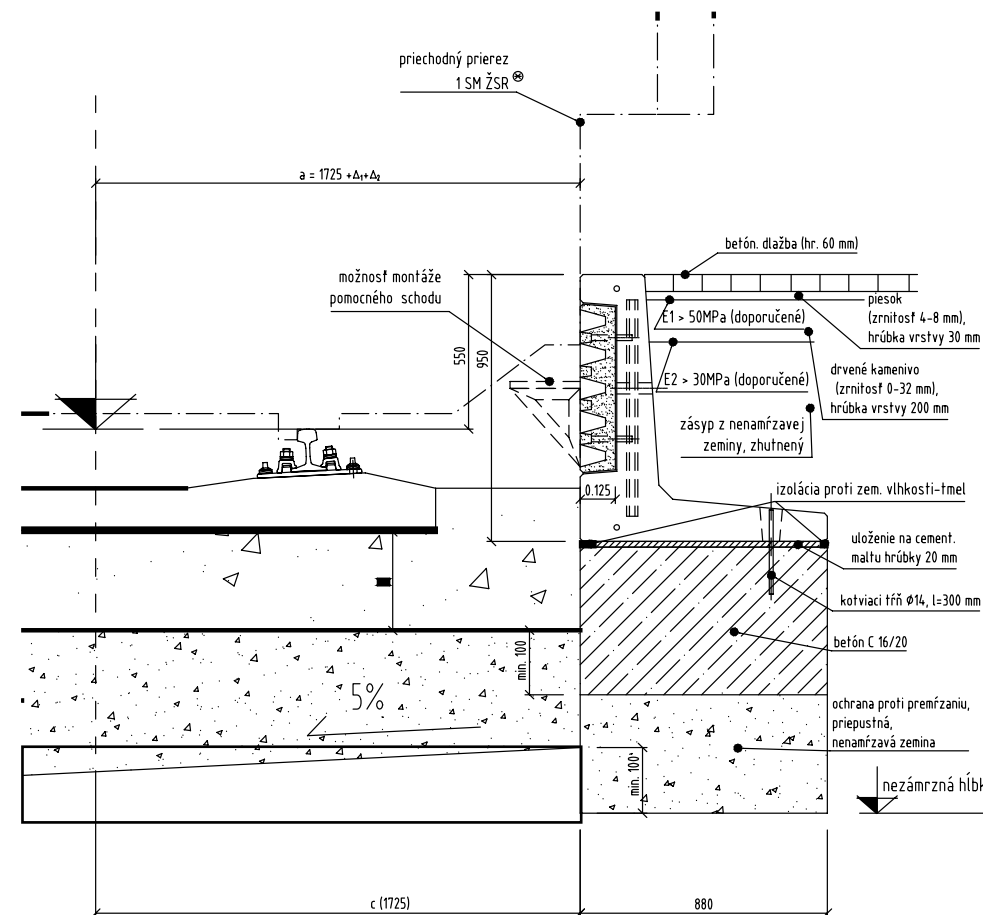 priechodný prierez
1 SM ŽSR ⊛
a = 1725 +Δ₁+Δ₂
betón. dlažba (hr. 60 mm)
možnosť montáže
pomocného schodu
piesok
(zrnitosť 4-8 mm),
hrúbka vrstvy 30 mm
E1 > 50MPa (doporučené)
550
950
E2 > 30MPa (doporučené)
drvené kamenivo
(zrnitosť 0-32 mm),
hrúbka vrstvy 200 mm
zásyp z nenamŕzavej
zeminy, zhutnený
0.125
izolácia proti zem. vlhkosti-tmel
uloženie na cement.
maltu hrúbky 20 mm
kotviaci tŕň Φ14, l=300 mm
betón C 16/20
min. 100
5%
ochrana proti premŕzaniu,
priepustná,
nenamŕzavá zemina
min. 100
nezámrzná hĺbk
c (1725)
880